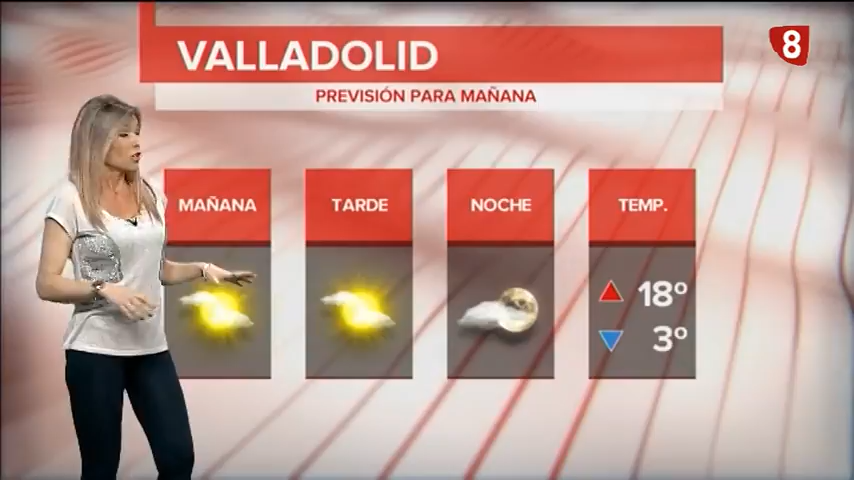 VALLADOLID
8
PREVISIÓN PARA MAÑANA
MAÑANA
TARDE
NOCHE
TEMP.
18º
3º